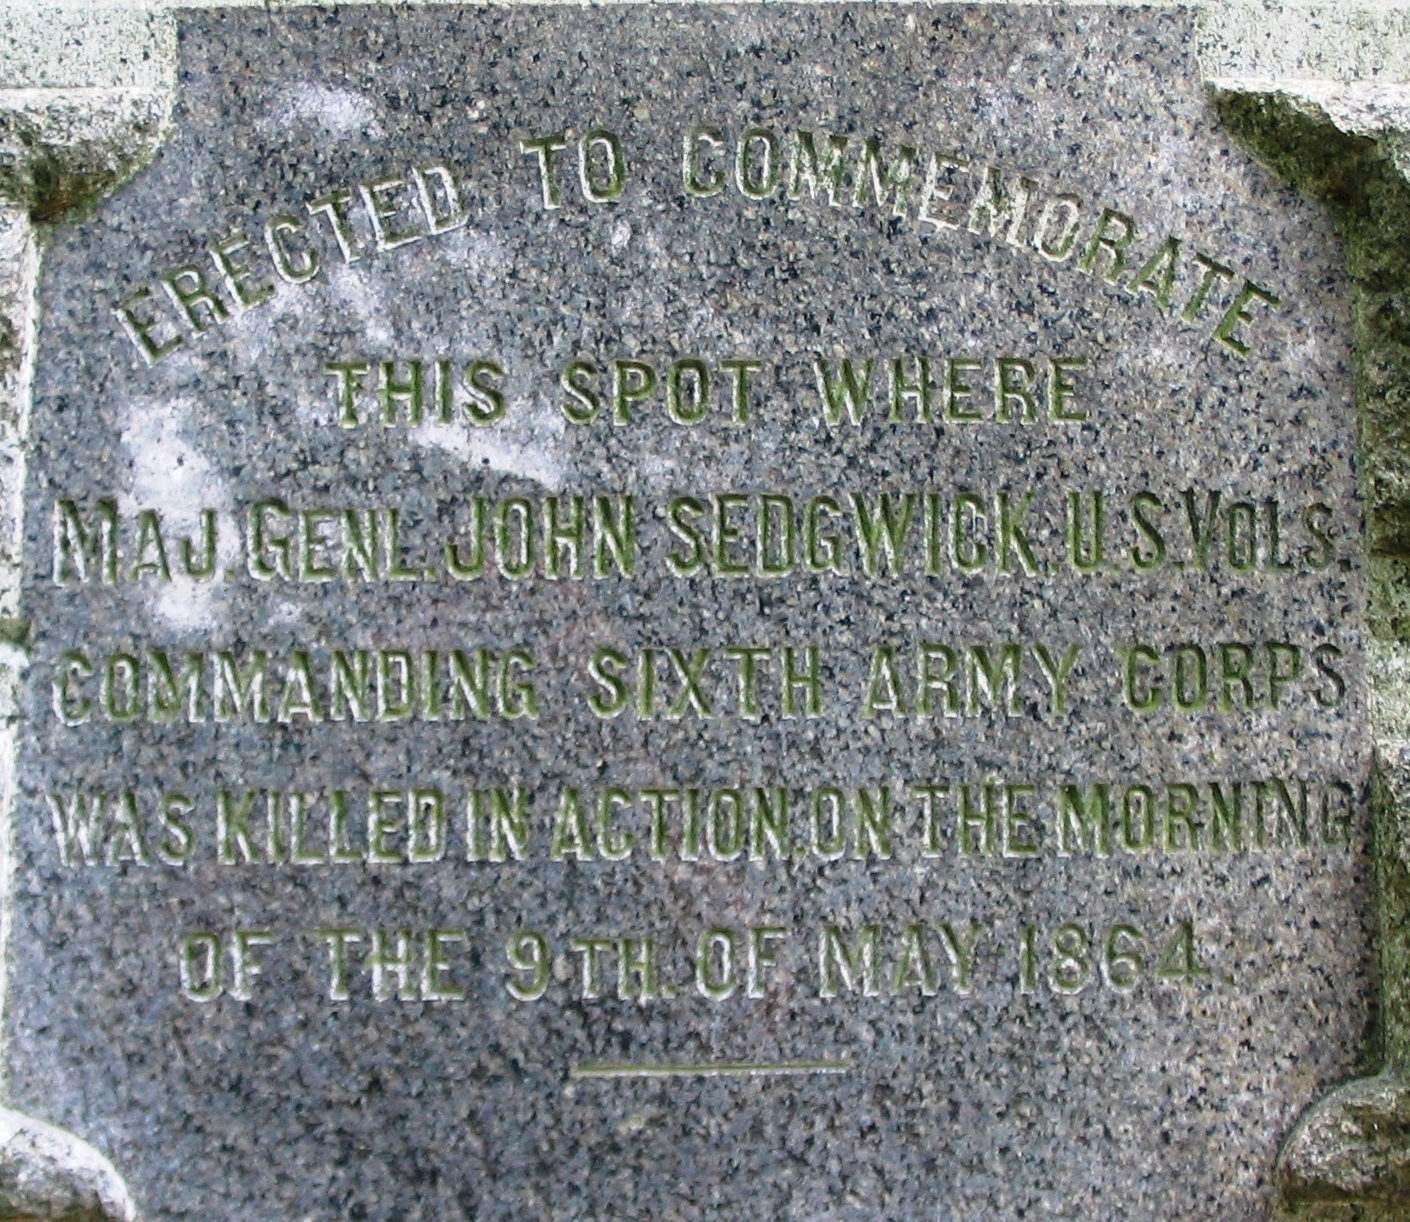 ERECTED TO COMMEMORATE
THIS SPOT WHERE
MAJ. GENL. JOHN SEDGWICK. U.S. VOLS.
COMMANDING SIXTH ARMY CORPS
WAS KILLED IN ACTION. ON THE MORNING
OF THE 9TH. OF MAY 1864.